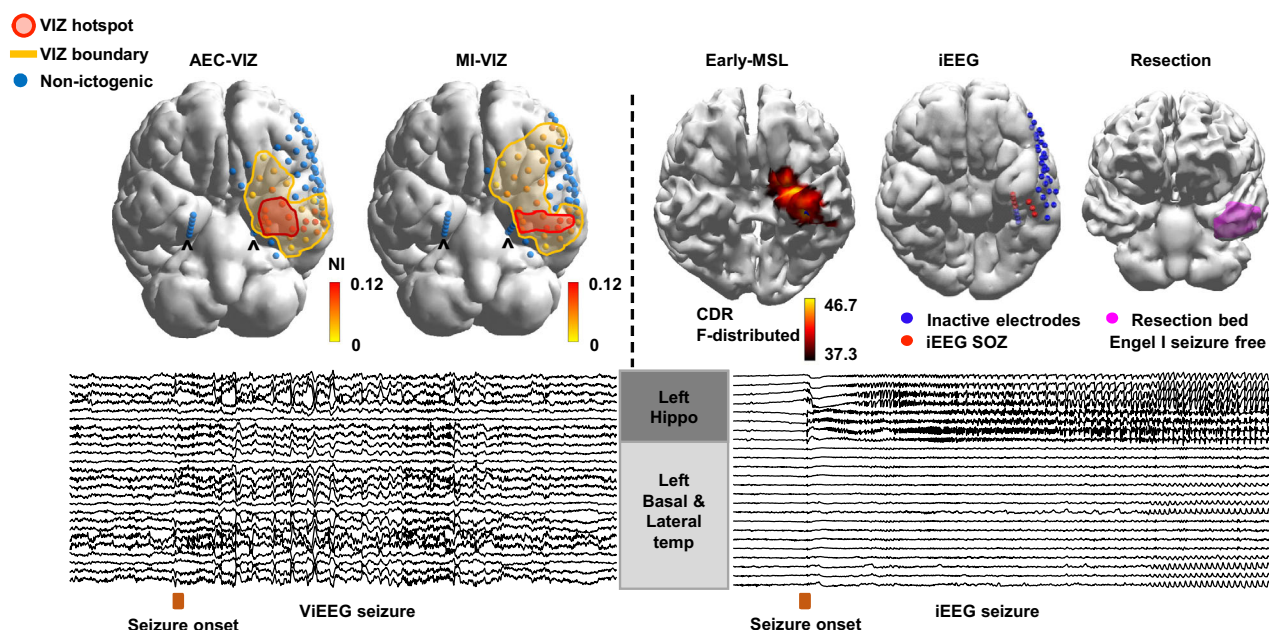 VIZ hotspot
VIZ boundary
Non-ictogenic
AEC-VIZ
MI-VIZ
Early-MSL
iEEG
Resection
^
^
^
^
NI
0.12
0
0.12
0
CDR
F-distributed
46.7
37.3
Inactive electrodes
iEEG SOZ
Resection bed
Engel I seizure free
Left
Hippo
Left
Basal &
Lateral
temp
Seizure onset
ViEEG seizure
Seizure onset
iEEG seizure